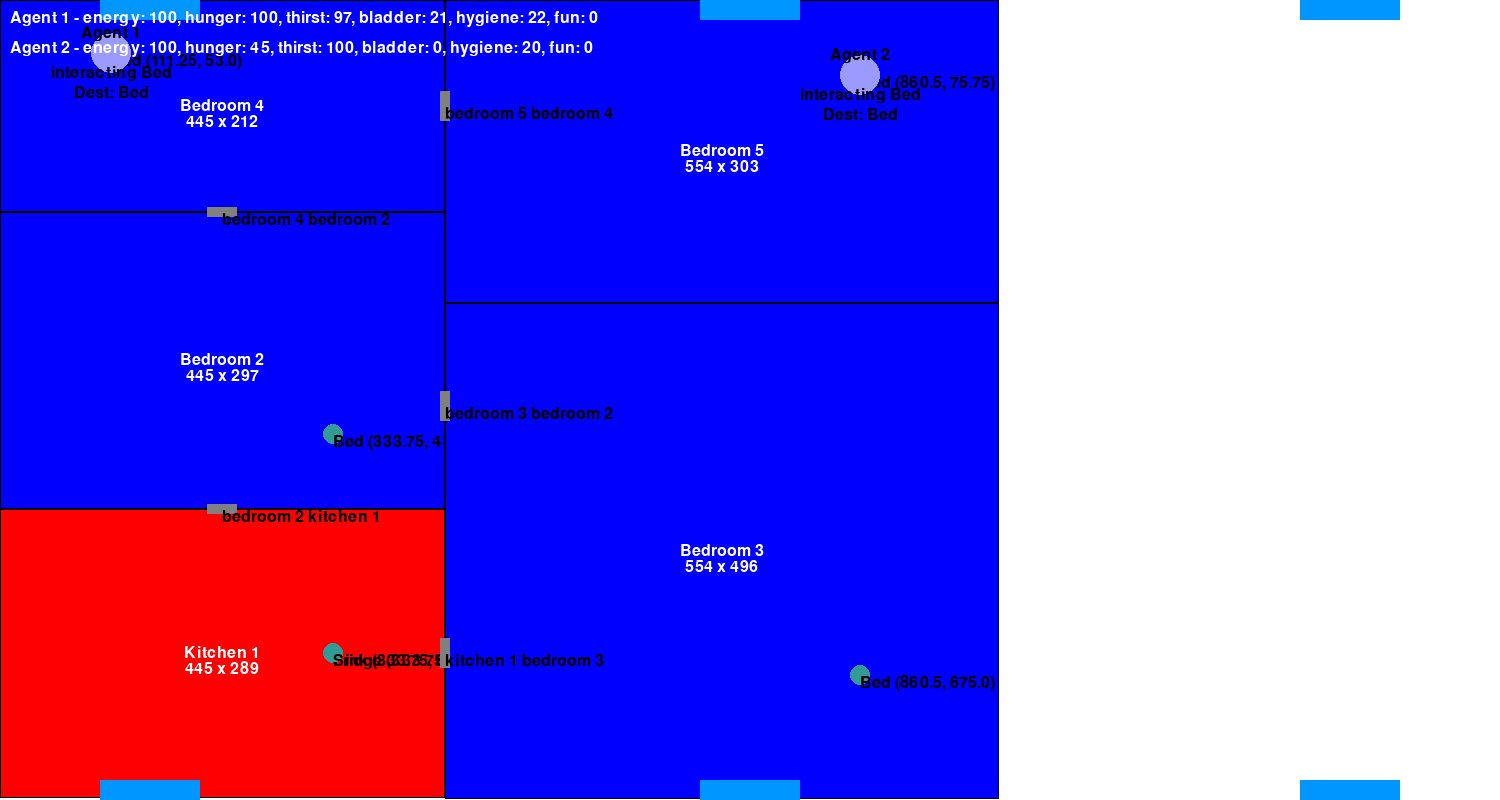 Agent 1 - energy: 100, hunger: 100, thirst: 97, bladder: 21, hygiene: 22, fun: 0
Agent 1
Agent 2 - energy: 100, hunger: 45, thirst: 100, bladder: 0, hygiene: 20, fun: 0
Agent 2
(111.25, 53.0)
interacting Bed
Dest: Bed
(860.5, 75.75)
interacting Bed
Dest: Bed
Bedroom 4
445 x 212
bedroom 5 bedroom 4
Bedroom 5
554 x 303
bedroom 4 bedroom 2
Bedroom 2
445 x 297
bedroom 3 bedroom 2
Bed (333.75, 4
bedroom 2 kitchen 1
Bedroom 3
554 x 496
Kitchen 1
445 x 289
kitchen 1 bedroom 3
Bed (860.5, 675.0)